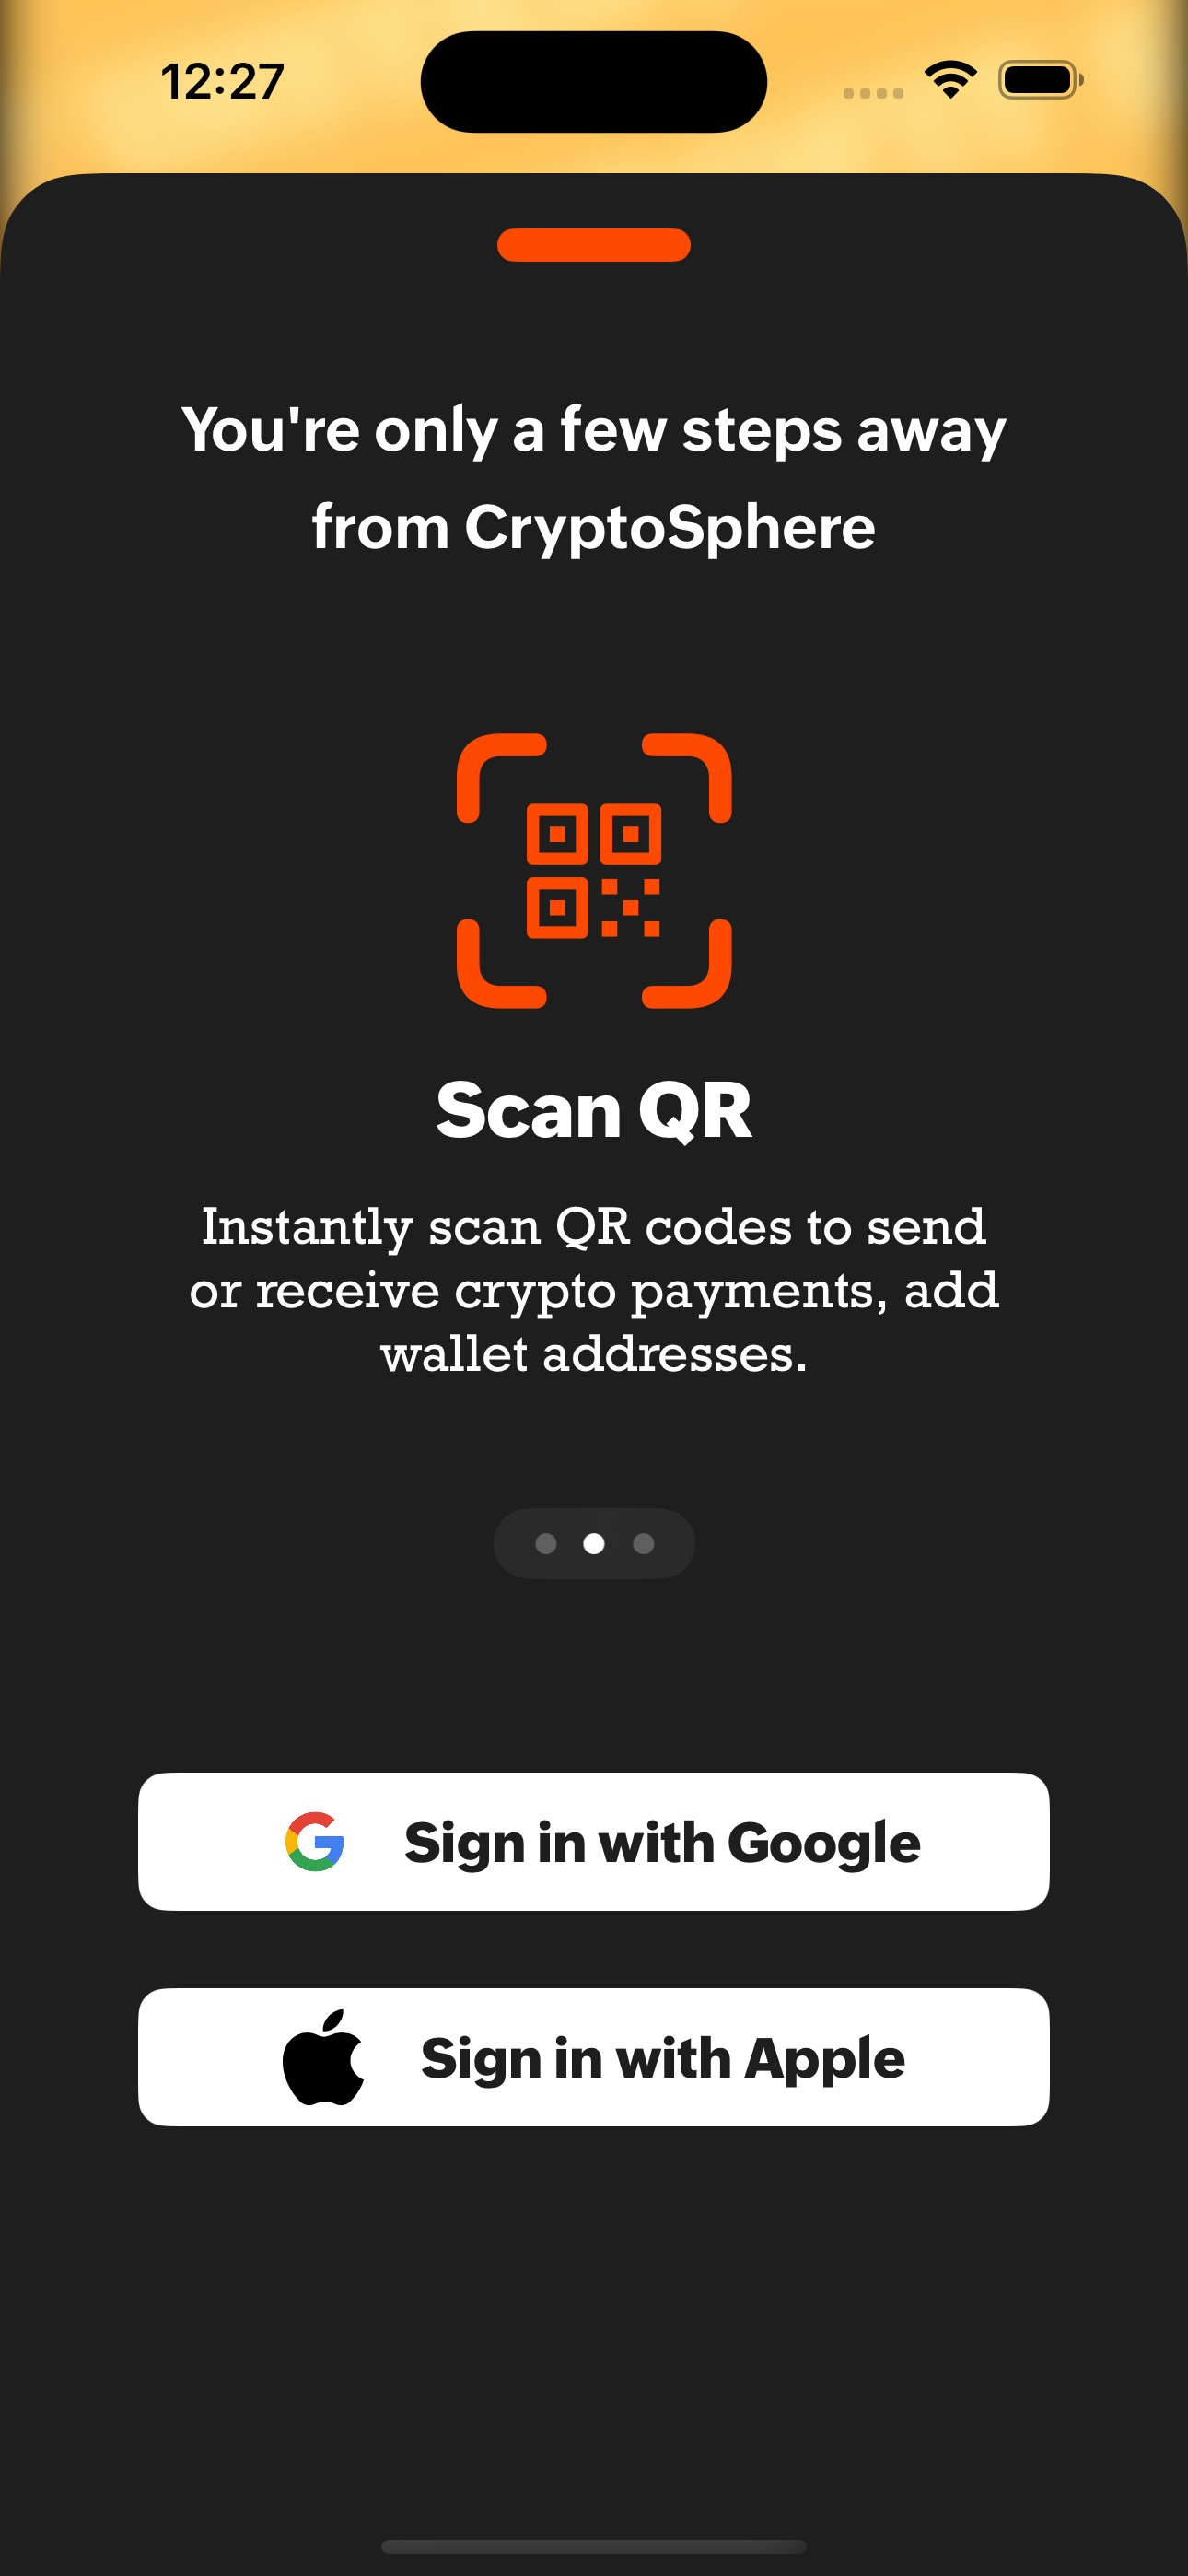 12:27
You're only a few steps away
from CryptoSphere
Scan QR
Instantly scan QR codes to send
or receive crypto payments, add
wallet addresses.
Sign in with Google
Sign in with Apple